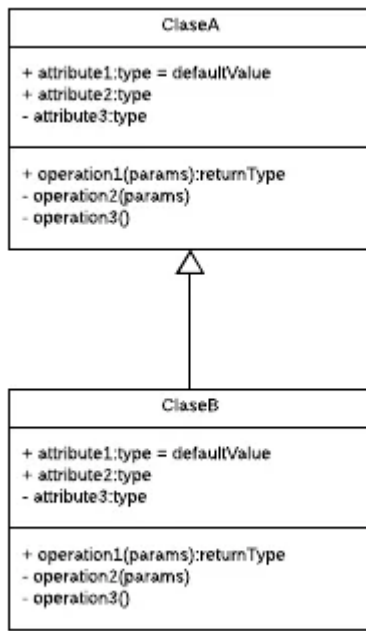 ClaseA
+ attribute1:type = defaultValue
+ attribute2:type
- attribute3:type
+ operation1(params):returnType
- operation2(params)
- operation3()
ClaseB
+ attribute1:type = defaultValue
+ attribute2:type
- attribute3:type
+ operation1(params):returnType
- operation2(params)
- operation3()